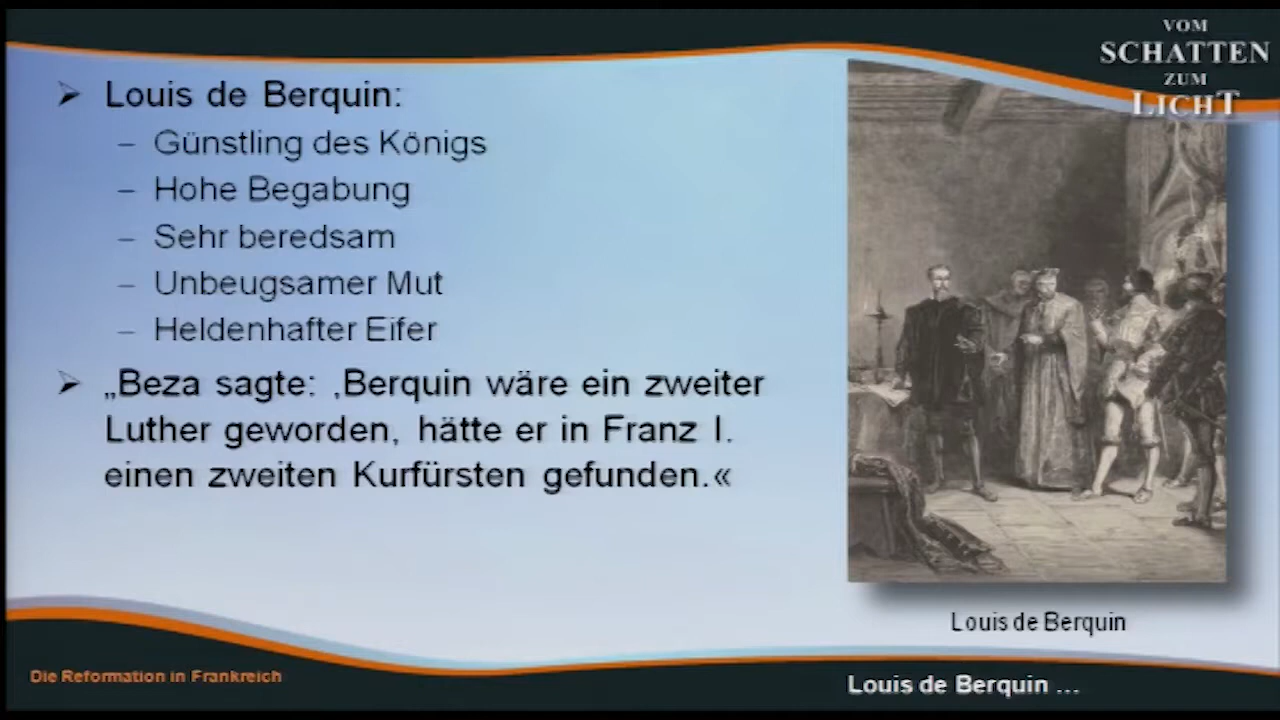 VOM
SCHATTEN
ZUM
LICHT
➢ Louis de Berquin:
– Günstling des Königs
– Hohe Begabung
– Sehr beredsam
– Unbeugsamer Mut
– Heldenhafter Eifer
➢ „Beza sagte: ‚Berquin wäre ein zweiter
Luther geworden, hätte er in Franz I.
einen zweiten Kurfürsten gefunden.«
Louis de Berquin
Die Reformation in Frankreich
Louis de Berquin ...